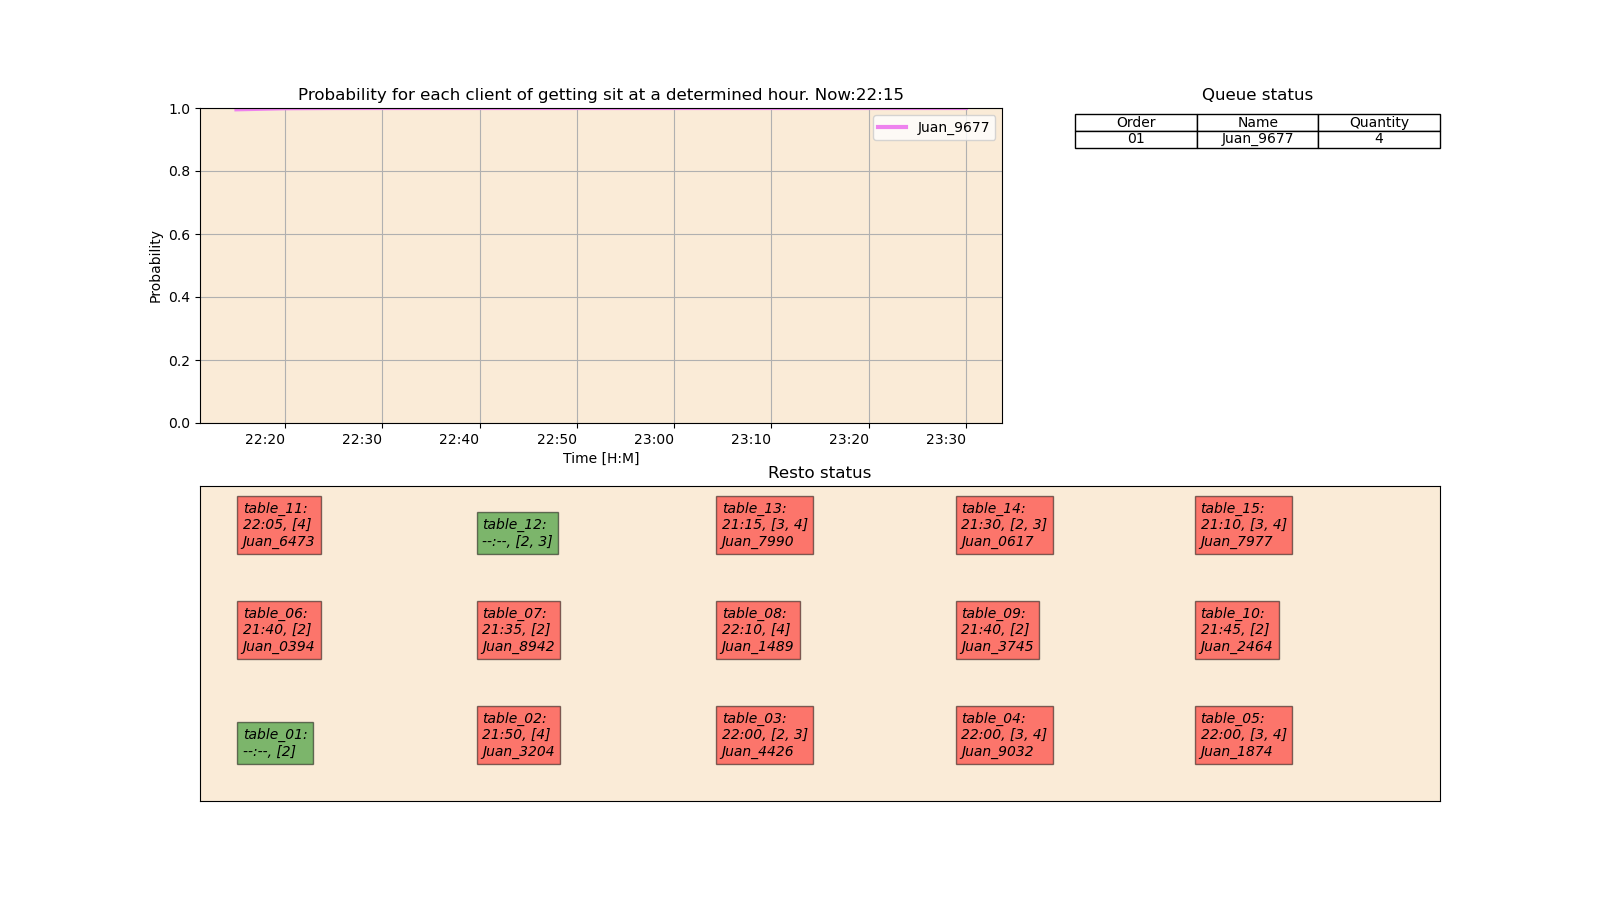 Probability for each client of getting sit at a determined hour. Now:22:15
1.0
0.8
0.6
0.4
0.2
0.0
Probability
Juan_9677
22:20 22:30 22:40 22:50 23:00 23:10 23:20 23:30
Time [H:M]
Queue status
Order Name Quantity
01 Juan_9677 4
Resto status
table_11:
22:05, [4]
Juan_6473
table_12:
--:--, [2, 3]
table_13:
21:15, [3, 4]
Juan_7990
table_14:
21:30, [2, 3]
Juan_0617
table_15:
21:10, [3, 4]
Juan_7977
table_06:
21:40, [2]
Juan_0394
table_07:
21:35, [2]
Juan_8942
table_08:
22:10, [4]
Juan_1489
table_09:
21:40, [2]
Juan_3745
table_10:
21:45, [2]
Juan_2464
table_01:
--:--, [2]
table_02:
21:50, [4]
Juan_3204
table_03:
22:00, [2, 3]
Juan_4426
table_04:
22:00, [3, 4]
Juan_9032
table_05:
22:00, [3, 4]
Juan_1874